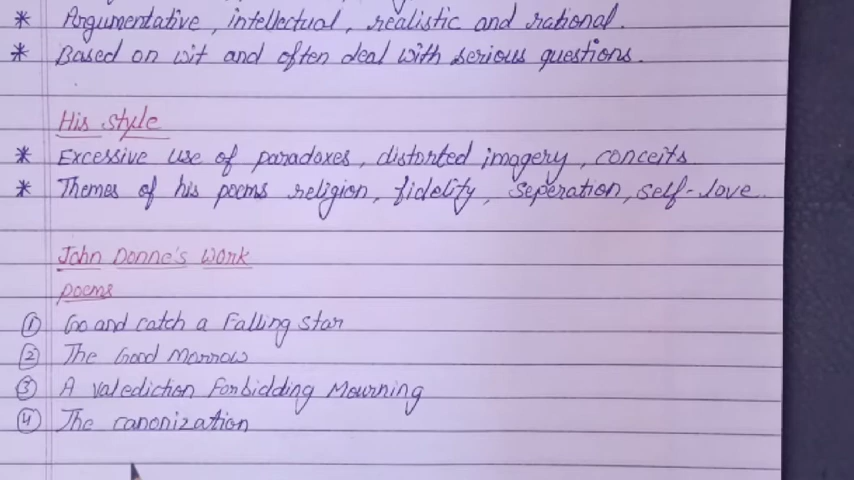 * Argumentative, intellectual, realistic and rational.
* Based on wit and often deal with serious questions.
His style
* Excessive use of paradoxes, distorted imagery, conceits
* Themes of his poems religion, fidelity, seperation, self-love.
John Donne's Work
Poems
① Go and catch a Falling Star
② The Good Morrow
③ A Valediction Forbidding Mourning
④ The canonization